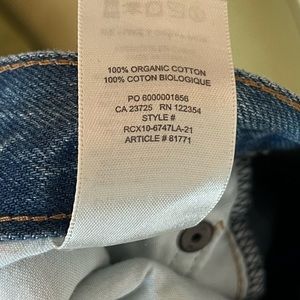 100% ORGANIC COTTON
100% COTON BIOLOGIQUE
PO 6000001856
CA 23725 RN 122354
STYLE #
RCX10-6747LA-21
ARTICLE # 81771